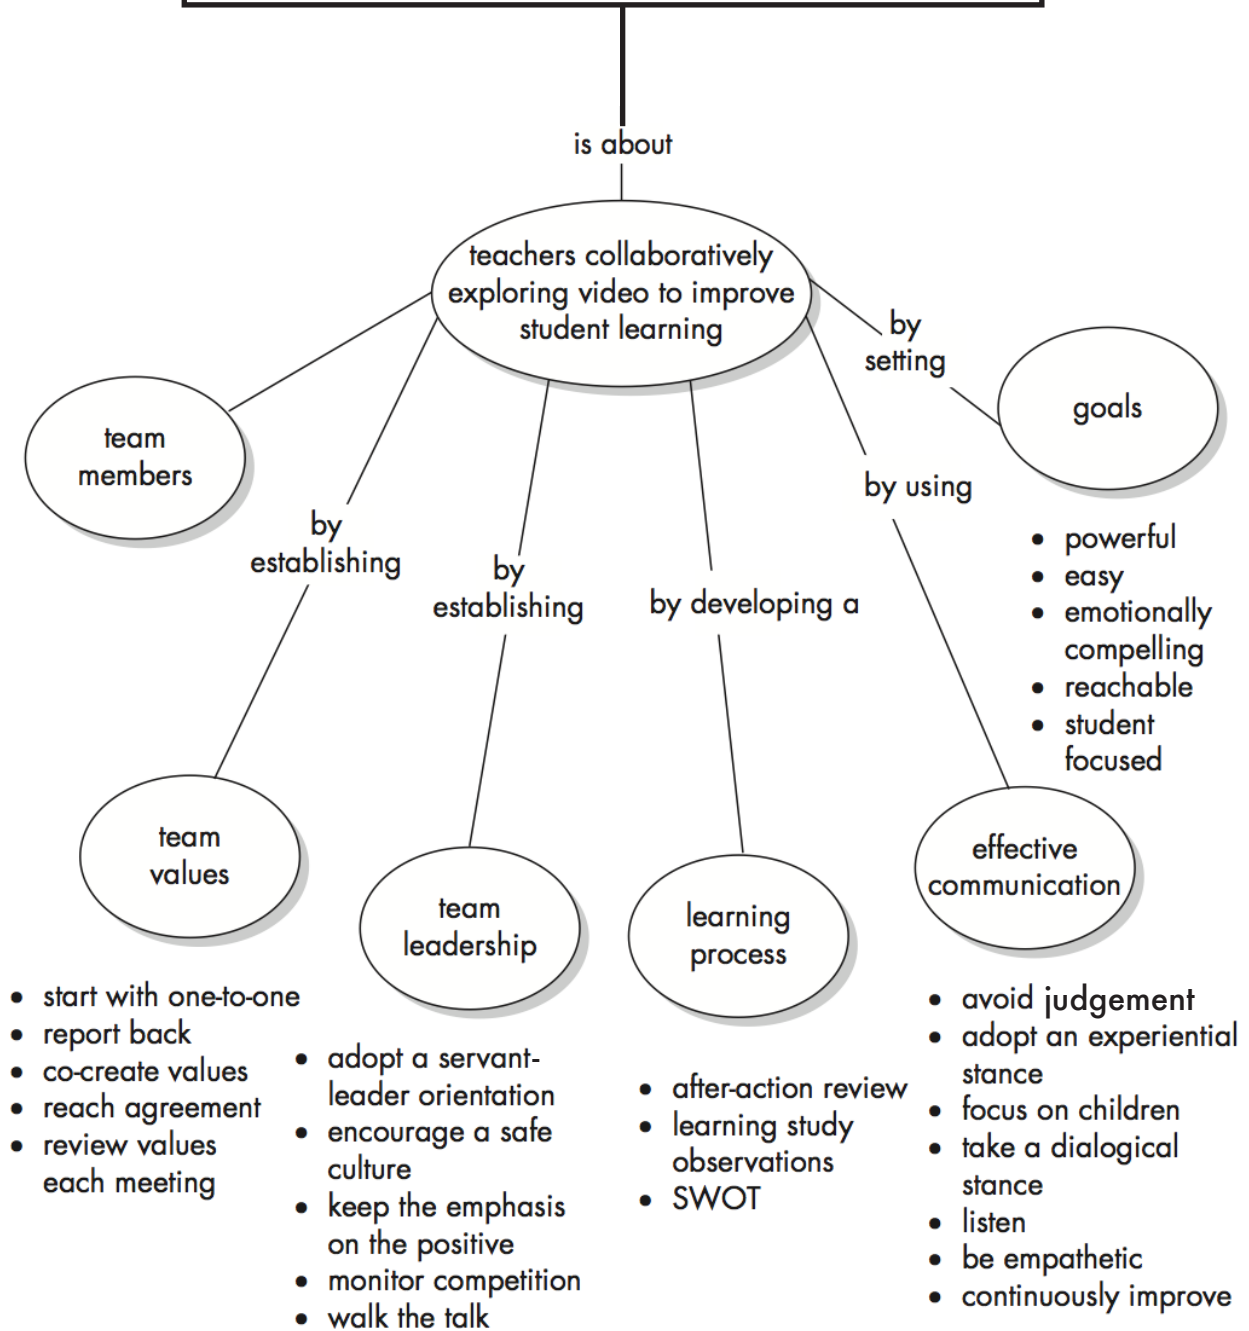 is about
teachers collaboratively
exploring video to improve
student learning
by
setting
goals
• powerful
• easy
• emotionally
compelling
• reachable
• student
focused
team
members
by
establishing
by
establishing
by developing a
by using
team
values
• start with one-to-one
• report back
• co-create values
• reach agreement
• review values
each meeting
team
leadership
• adopt a servant-
leader orientation
• encourage a safe
culture
• keep the emphasis
on the positive
• monitor competition
• walk the talk
learning
process
• after-action review
• learning study
observations
• SWOT
effective
communication
• avoid judgement
• adopt an experiential
stance
• focus on children
• take a dialogical
stance
• listen
• be empathetic
• continuously improve